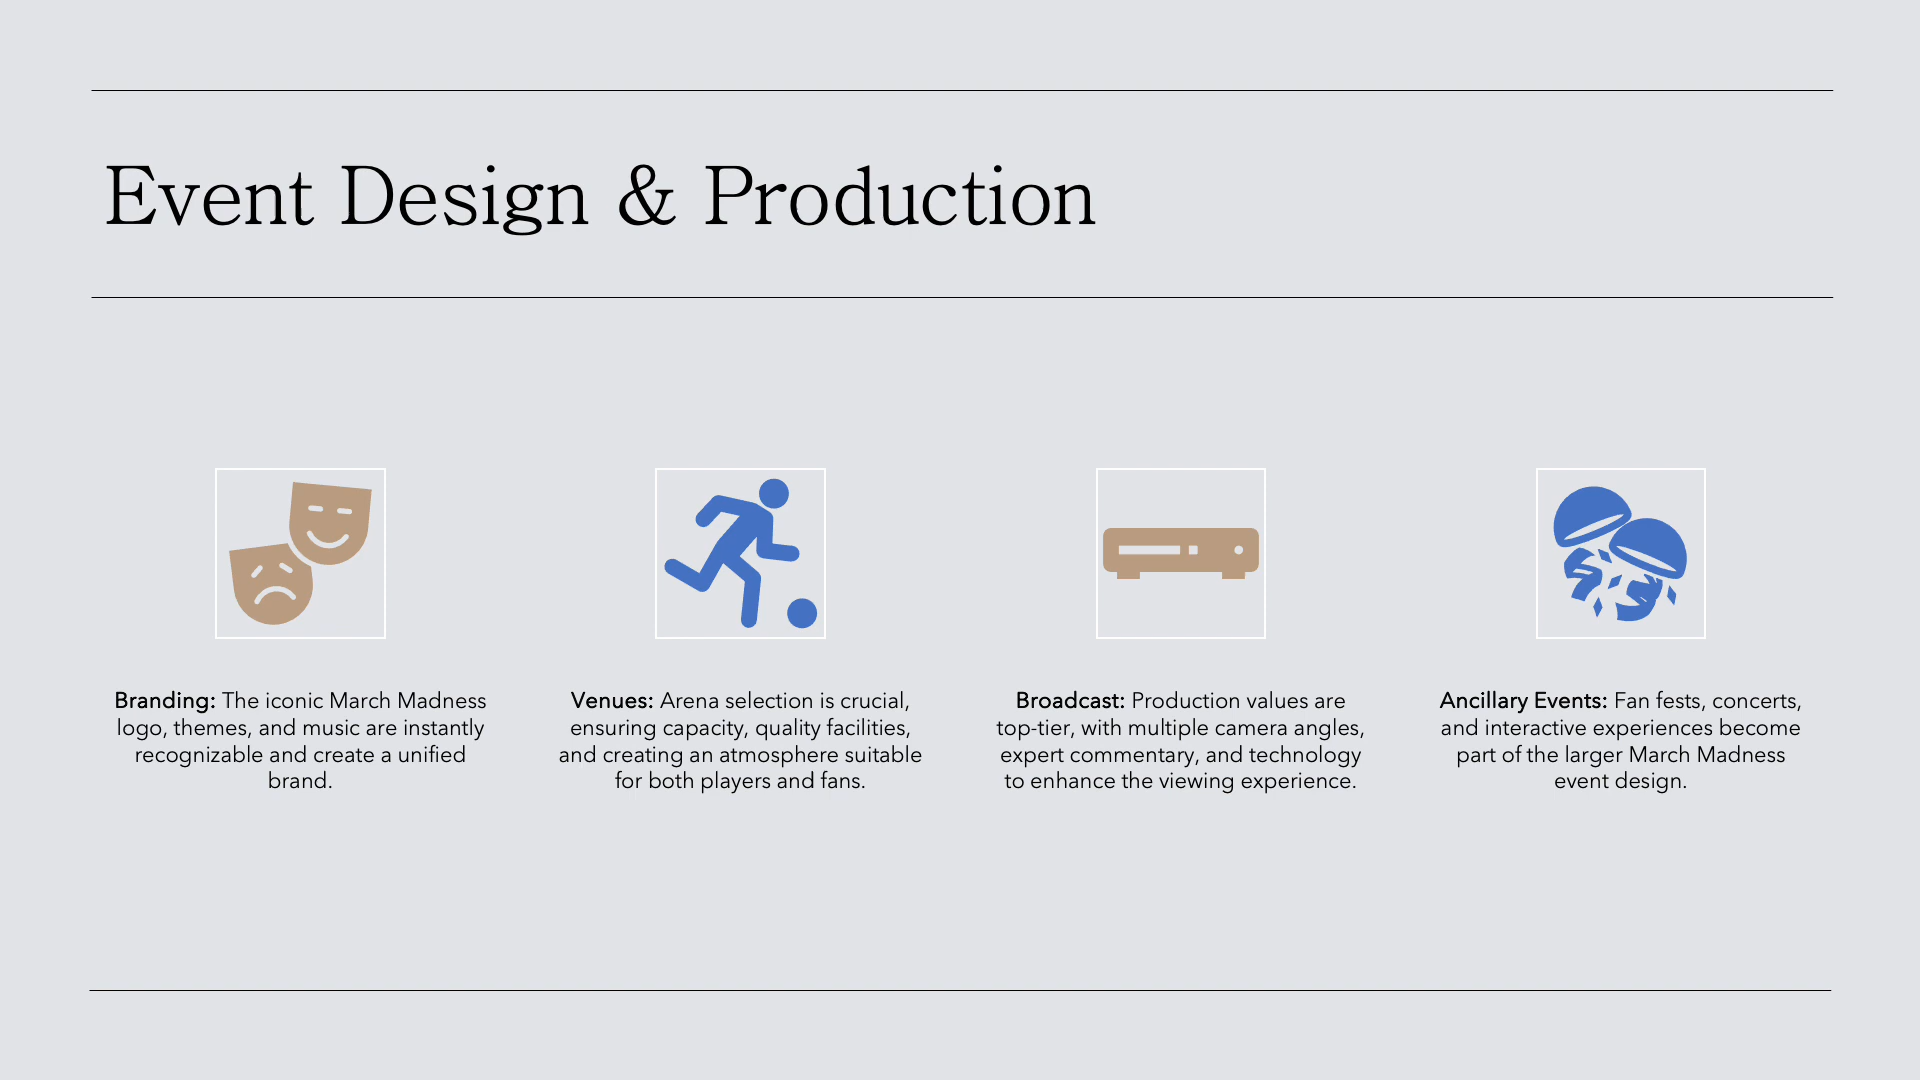 Event Design & Production
Branding: The iconic March Madness
logo, themes, and music are instantly
recognizable and create a unified
brand.
Venues: Arena selection is crucial,
ensuring capacity, quality facilities,
and creating an atmosphere suitable
for both players and fans.
Broadcast: Production values are
top-tier, with multiple camera angles,
expert commentary, and technology
to enhance the viewing experience.
Ancillary Events: Fan fests, concerts,
and interactive experiences become
part of the larger March Madness
event design.